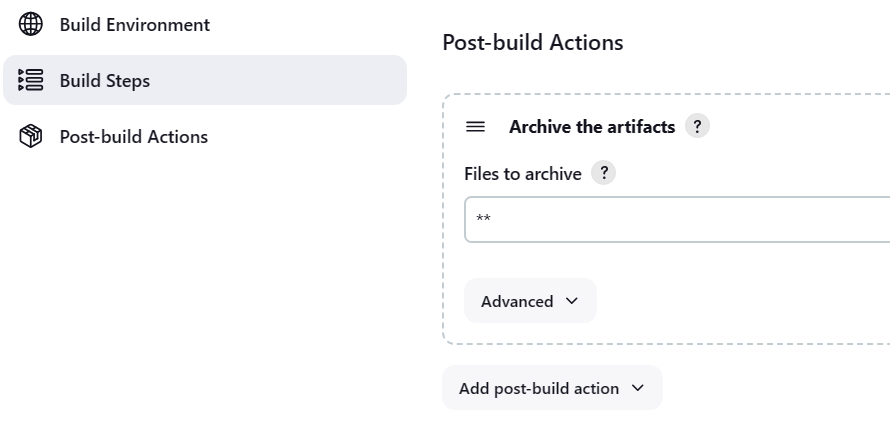 Build Environment
Build Steps
Post-build Actions
Post-build Actions
Archive the artifacts ?
Files to archive ?
**
Advanced
Add post-build action